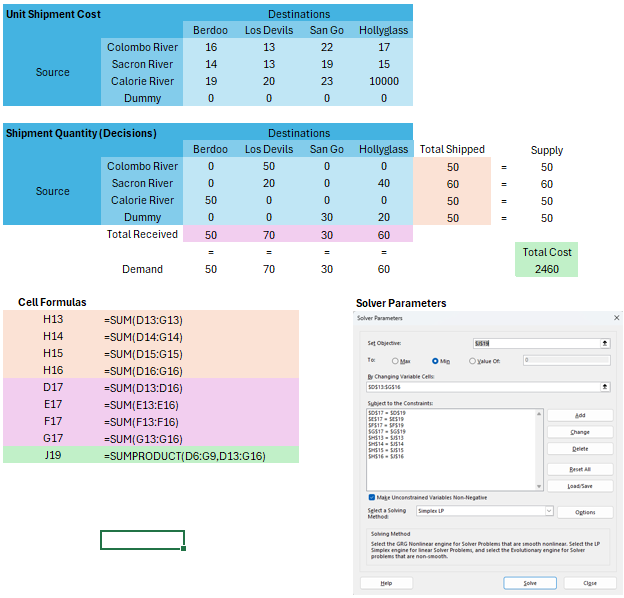 Unit Shipment Cost Destinations
Berdoo Los Devils San Go Hollyglass
Colombo River 16 13 22 17
Source Sacron River 14 13 19 15
Calorie River 19 20 23 10000
Dummy 0 0 0 0
Shipment Quantity (Decisions) Destinations
Berdoo Los Devils San Go Hollyglass Total Shipped Supply
Colombo River 0 50 0 0 50 = 50
Source Sacron River 0 20 0 40 60 = 60
Calorie River 50 0 0 0 50 = 50
Dummy 0 0 30 20 50 = 50
Total Received 50 70 30 60
= = = = Total Cost
Demand 50 70 30 60 2460
Cell Formulas
H13 =SUM(D13:G13)
H14 =SUM(D14:G14)
H15 =SUM(D15:G15)
H16 =SUM(D16:G16)
D17 =SUM(D13:D16)
E17 =SUM(E13:E16)
F17 =SUM(F13:F16)
G17 =SUM(G13:G16)
J19 =SUMPRODUCT(D6:G9,D13:G16)
Solver Parameters
Solver Parameters
Set Objective: $J$19
To: Max Min Value Of: 0
By Changing Variable Cells:
$D$13:$G$16
Subject to the Constraints:
$D$17 = $D$19
$E$17 = $E$19
$F$17 = $F$19
$G$17 = $G$19
$H$13 = $J$13
$H$14 = $J$14
$H$15 = $J$15
$H$16 = $J$16
Add
Change
Delete
Reset All
Load/Save
Make Unconstrained Variables Non-Negative
Select a Solving Method: Simplex LP Options
Solving Method
Select the GRG Nonlinear engine for Solver Problems that are smooth nonlinear. Select the LP
Simplex engine for linear Solver Problems, and select the Evolutionary engine for Solver
problems that are non-smooth.
Help Solve Close